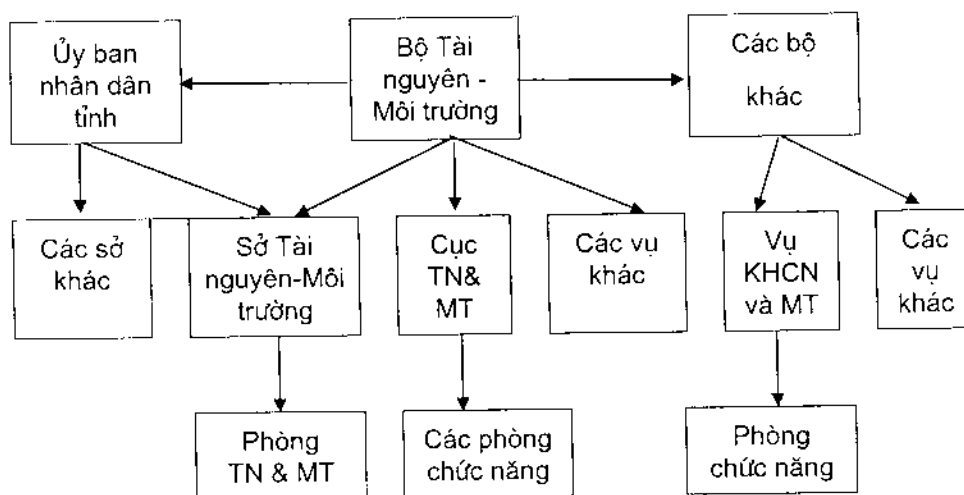 Ủy ban
nhân dân
tỉnh
Bộ Tài
nguyên -
Môi trường
Các bộ
khác
Các sở
khác
Sở Tài
nguyên-Môi
trường
Cục
TN&
MT
Các vụ
khác
Vụ
KHCN
và MT
Các
vụ
khác
Phòng
TN & MT
Các phòng
chức năng
Phòng
chức năng